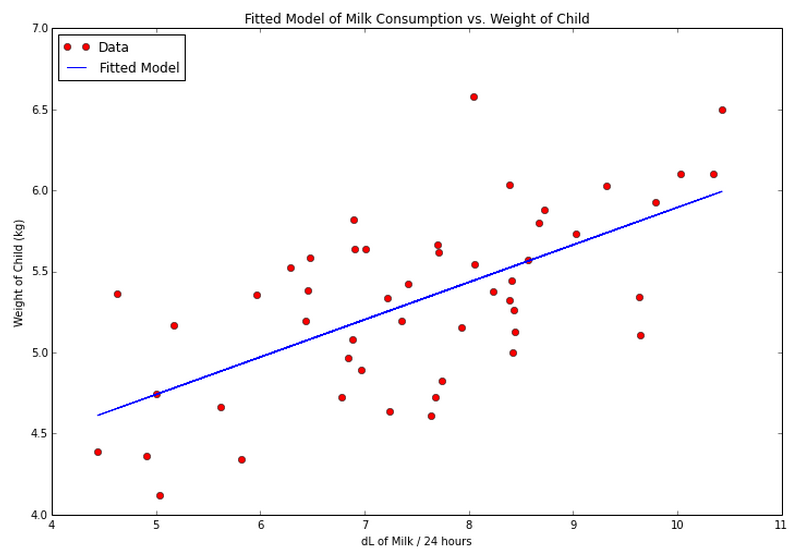 Fitted Model of Milk Consumption vs. Weight of Child
7.0
6.5
6.0
5.5
5.0
4.5
4.0
Weight of Child (kg)
Data
Fitted Model
4 5 6 7 8 9 10 11
dL of Milk / 24 hours